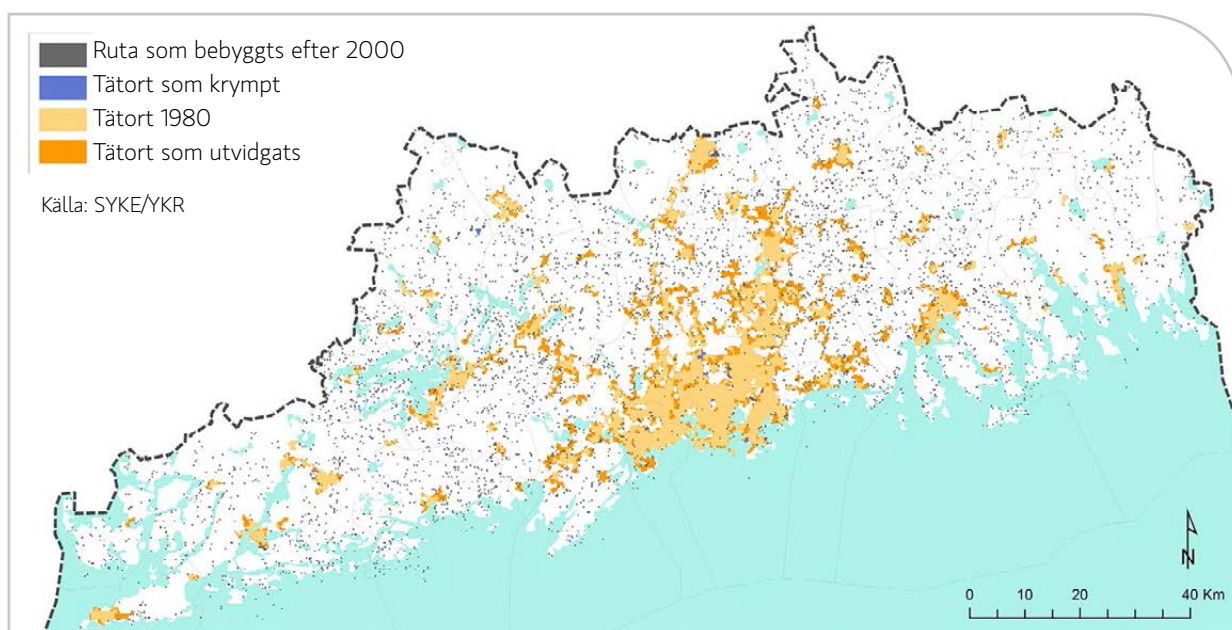 Ruta som bebyggts efter 2000
Tätort som krympt
Tätort 1980
Tätort som utvidgats
Källa: SYKE/YKR
N
0 10 20 40 Km